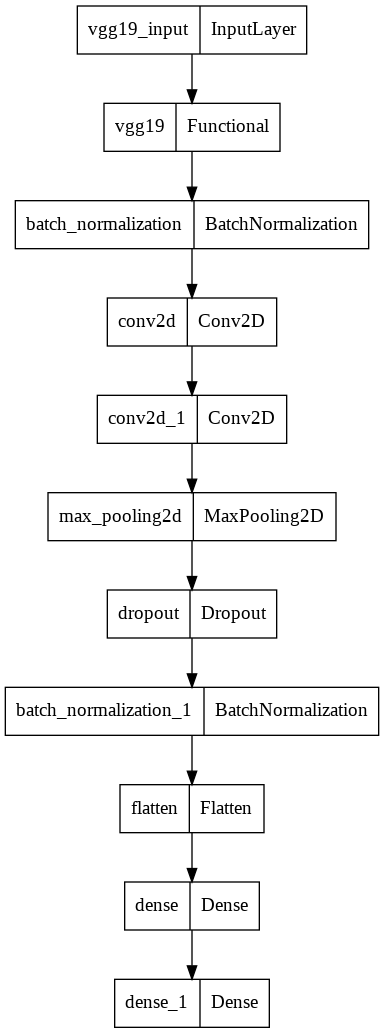 vgg19_input InputLayer
vgg19 Functional
batch_normalization BatchNormalization
conv2d Conv2D
conv2d_1 Conv2D
max_pooling2d MaxPooling2D
dropout Dropout
batch_normalization_1 BatchNormalization
flatten Flatten
dense Dense
dense_1 Dense